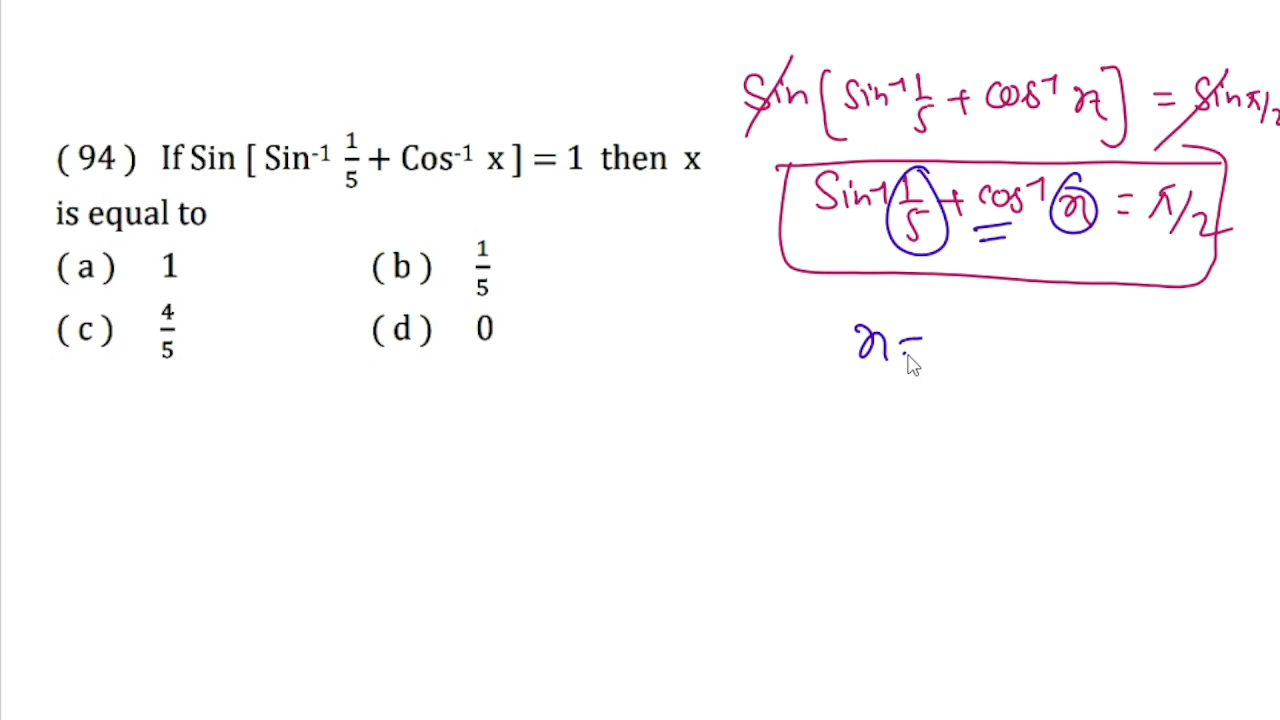 ( 94 ) If Sin [ Sin-1 1/5 + Cos-1 x ] = 1 then x
is equal to
( a ) 1 ( b ) 1/5
( c ) 4/5 ( d ) 0
Sin [ Sin-1 1/5 + cos-1 x ] = Sin π/2
Sin-1 1/5 + cos-1 x = π/2
x =